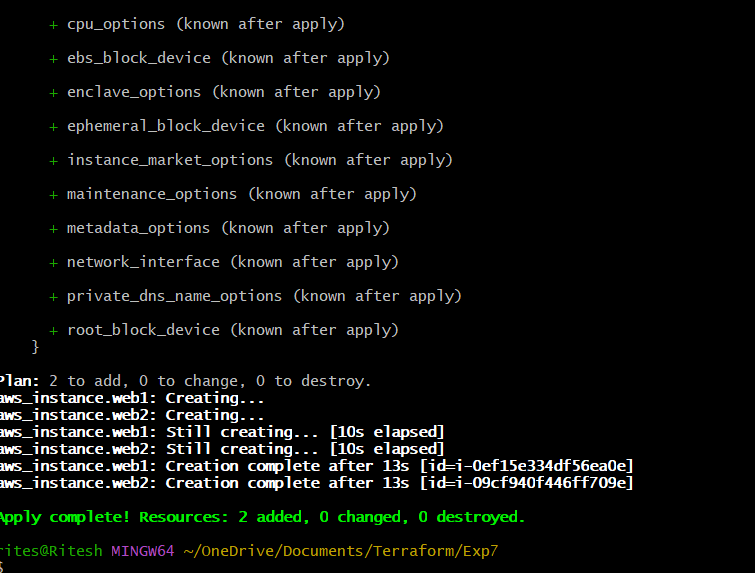 + cpu_options (known after apply)
+ ebs_block_device (known after apply)
+ enclave_options (known after apply)
+ ephemeral_block_device (known after apply)
+ instance_market_options (known after apply)
+ maintenance_options (known after apply)
+ metadata_options (known after apply)
+ network_interface (known after apply)
+ private_dns_name_options (known after apply)
+ root_block_device (known after apply)
}
Plan: 2 to add, 0 to change, 0 to destroy.
aws_instance.web1: Creating...
aws_instance.web2: Creating...
aws_instance.web1: Still creating... [10s elapsed]
aws_instance.web2: Still creating... [10s elapsed]
aws_instance.web1: Creation complete after 13s [id=i-0ef15e334df56ea0e]
aws_instance.web2: Creation complete after 13s [id=i-09cf940f446ff709e]
Apply complete! Resources: 2 added, 0 changed, 0 destroyed.
rites@Ritesh MINGW64 ~/OneDrive/Documents/Terraform/Exp7
$